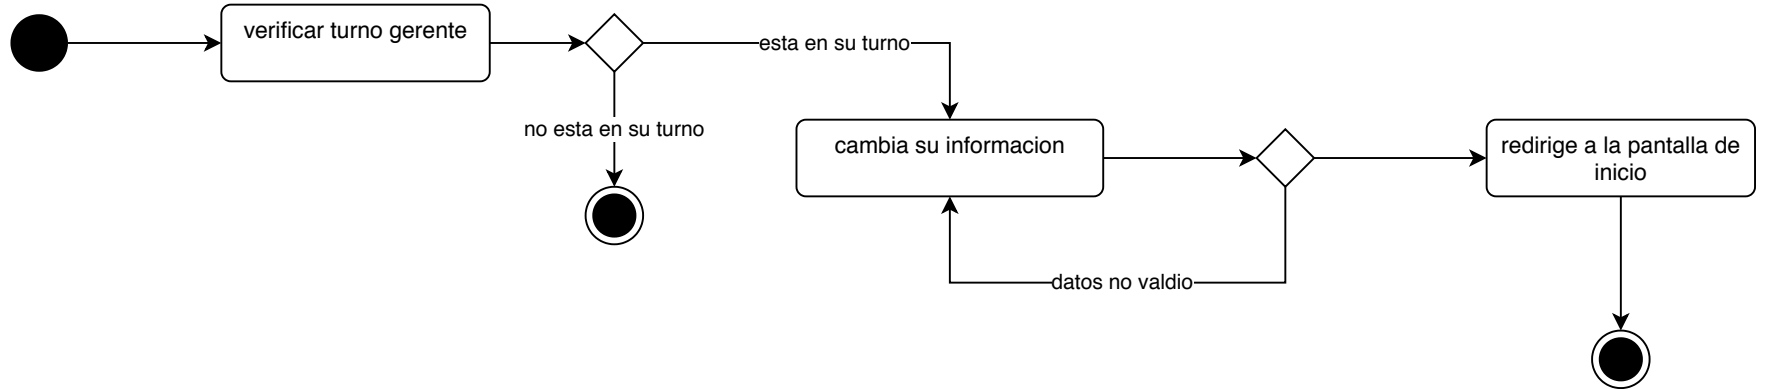 verificar turno gerente
esta en su turno
no esta en su turno
cambia su informacion
redirige a la pantalla de
inicio
datos no valdio